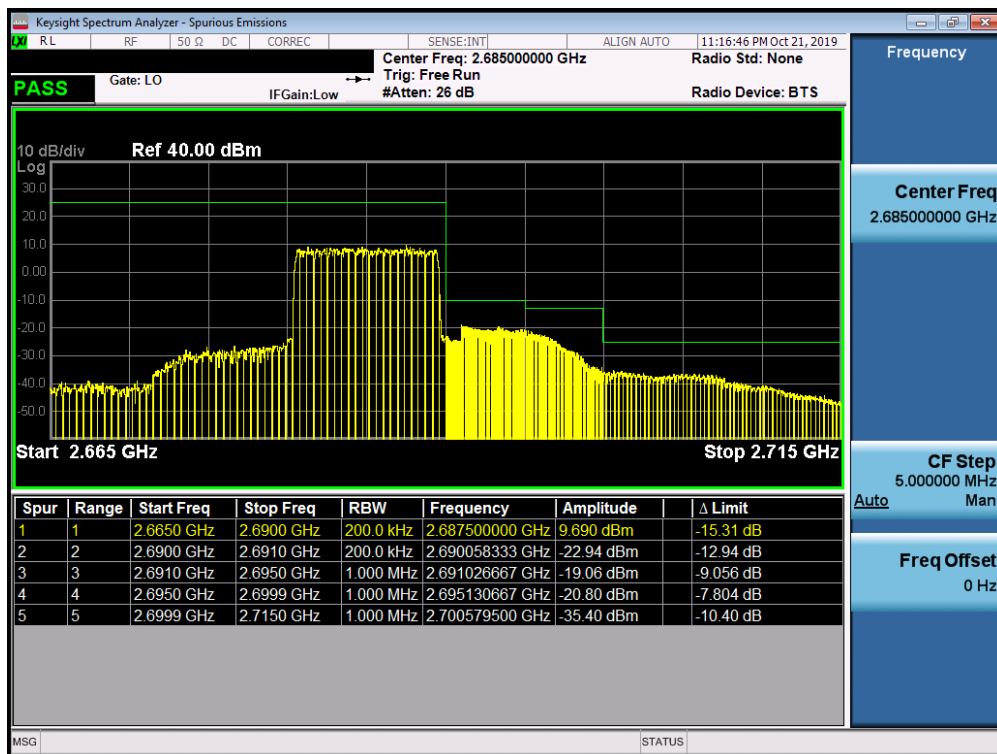 Keysight Spectrum Analyzer - Spurious Emissions
LXI RL RF 50 Ω DC CORREC SENSE:INT ALIGN AUTO 11:16:46 PM Oct 21, 2019
Center Freq: 2.685000000 GHz Radio Std: None
Gate: LO Trig: Free Run
PASS IFGain:Low #Atten: 26 dB Radio Device: BTS
Frequency
10 dB/div Ref 40.00 dBm
Log
30.0
20.0
10.0
0.00
-10.0
-20.0
-30.0
-40.0
-50.0
Start 2.665 GHz Stop 2.715 GHz
Spur Range Start Freq Stop Freq RBW Frequency Amplitude Δ Limit
1 1 2.6650 GHz 2.6900 GHz 200.0 kHz 2.687500000 GHz 9.690 dBm -15.31 dB
2 2 2.6900 GHz 2.6910 GHz 200.0 kHz 2.690058333 GHz -22.94 dBm -12.94 dB
3 3 2.6910 GHz 2.6950 GHz 1.000 MHz 2.691026667 GHz -19.06 dBm -9.056 dB
4 4 2.6950 GHz 2.6999 GHz 1.000 MHz 2.695130667 GHz -20.80 dBm -7.804 dB
5 5 2.6999 GHz 2.7150 GHz 1.000 MHz 2.700579500 GHz -35.40 dBm -10.40 dB
Center Freq
2.685000000 GHz
CF Step
5.000000 MHz
Auto Man
Freq Offset
0 Hz
MSG STATUS